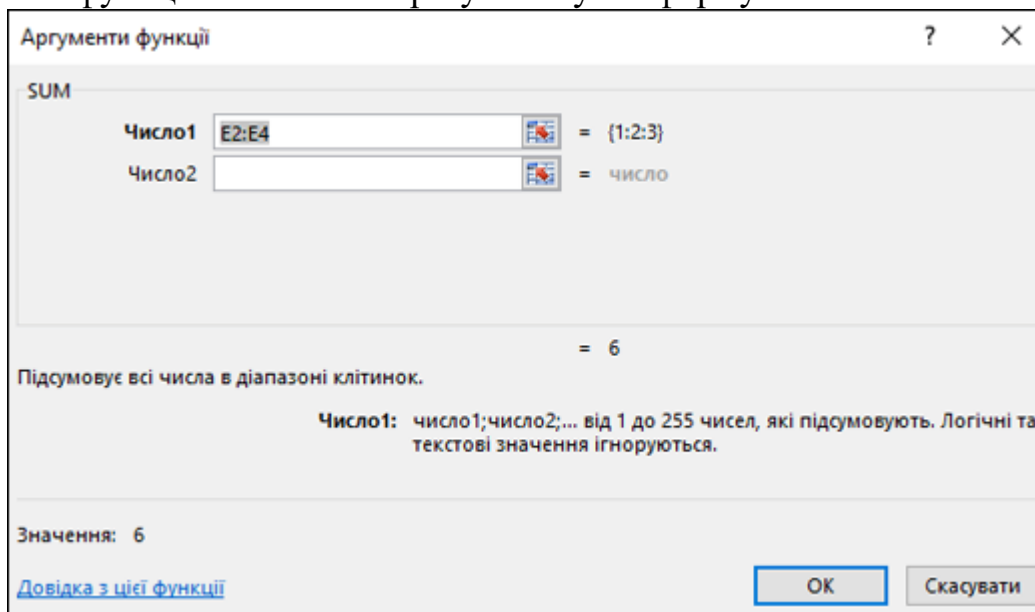 Аргументи функції ? ×
SUM
Число1 E2:E4 = {1:2:3}
Число2 = число
= 6
Підсумовує всі числа в діапазоні клітинок.
Число1: число1;число2;... від 1 до 255 чисел, які підсумовують. Логічні та
текстові значення ігноруються.
Значення: 6
Довідка з цієї функції OK Скасувати